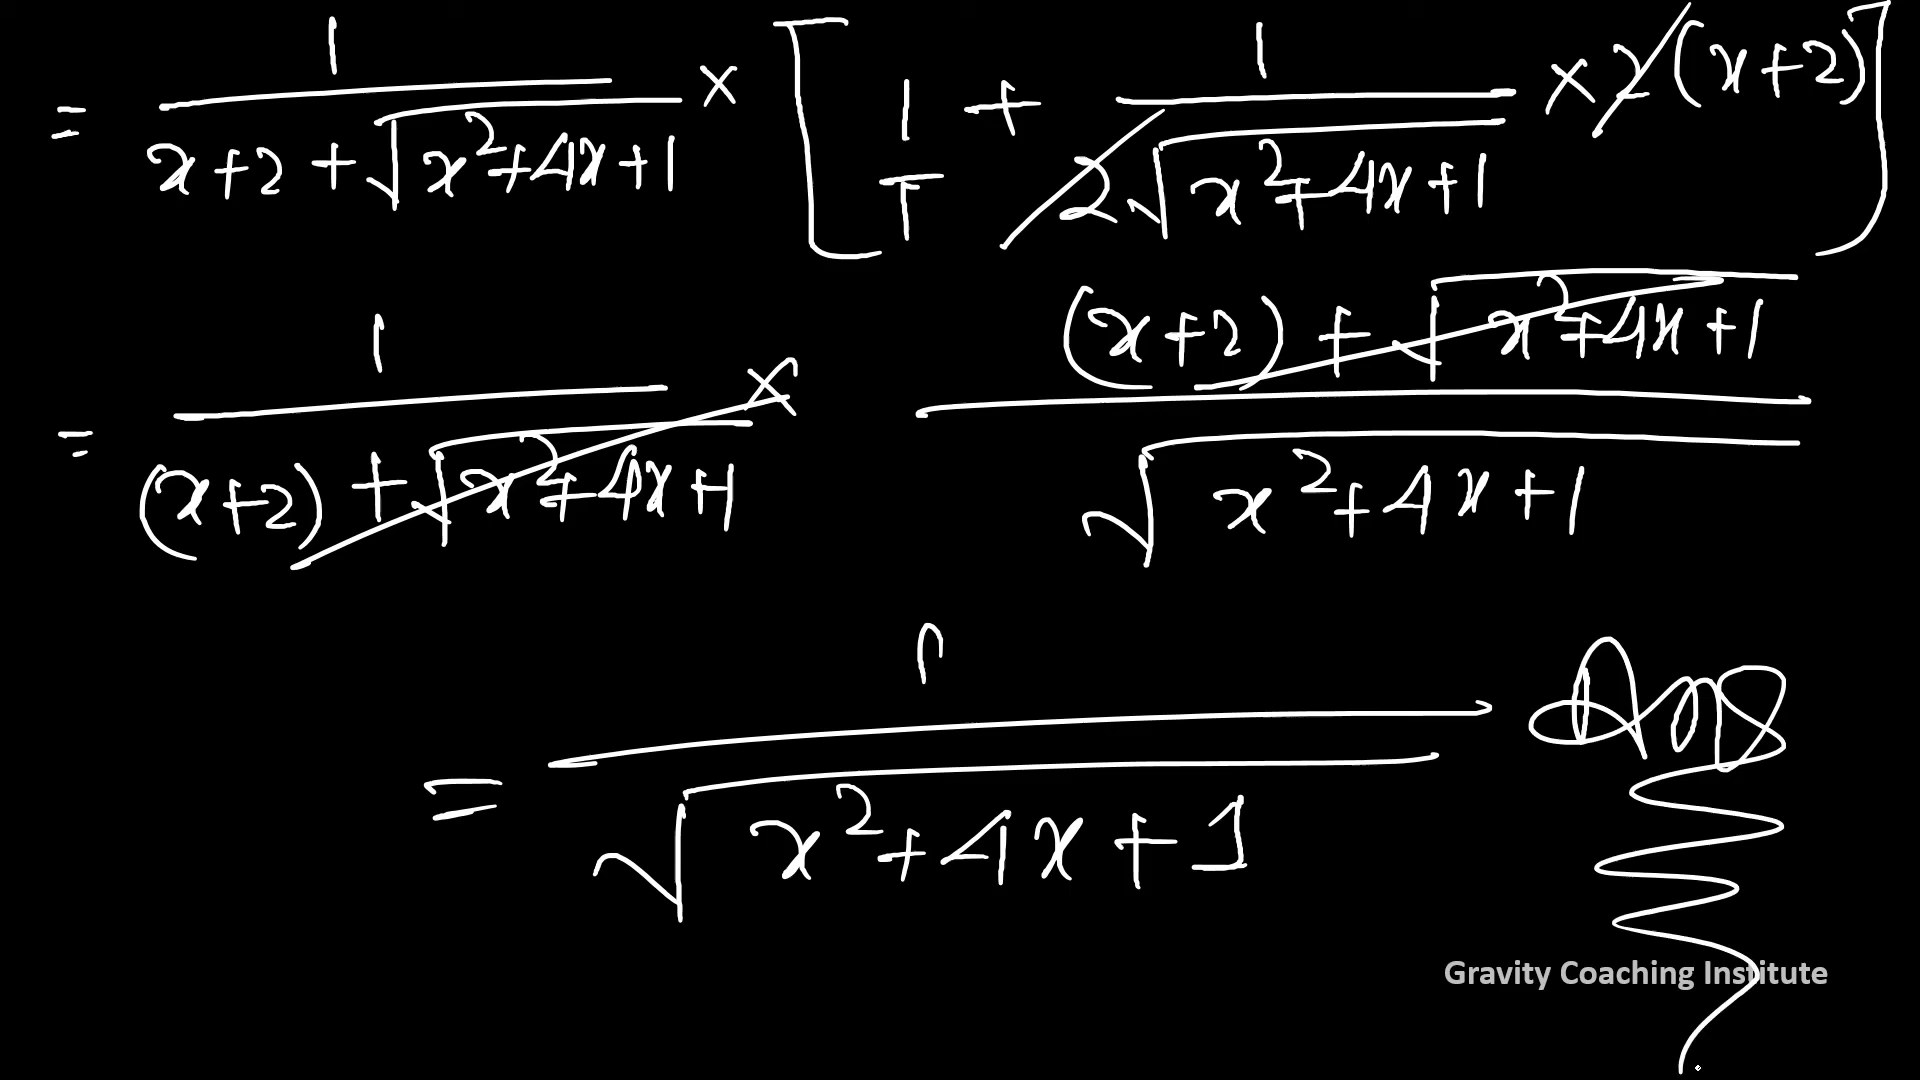 = 1/(x+2+√(x²+4x+1)) × [1/1 + 1/(2√(x²+4x+1)) × 2(x+2)]
= 1/((x+2)+√(x²+4x+1)) × ((x+2)+√(x²+4x+1))/√(x²+4x+1)
= 1/√(x²+4x+1) Ans
Gravity Coaching Institute